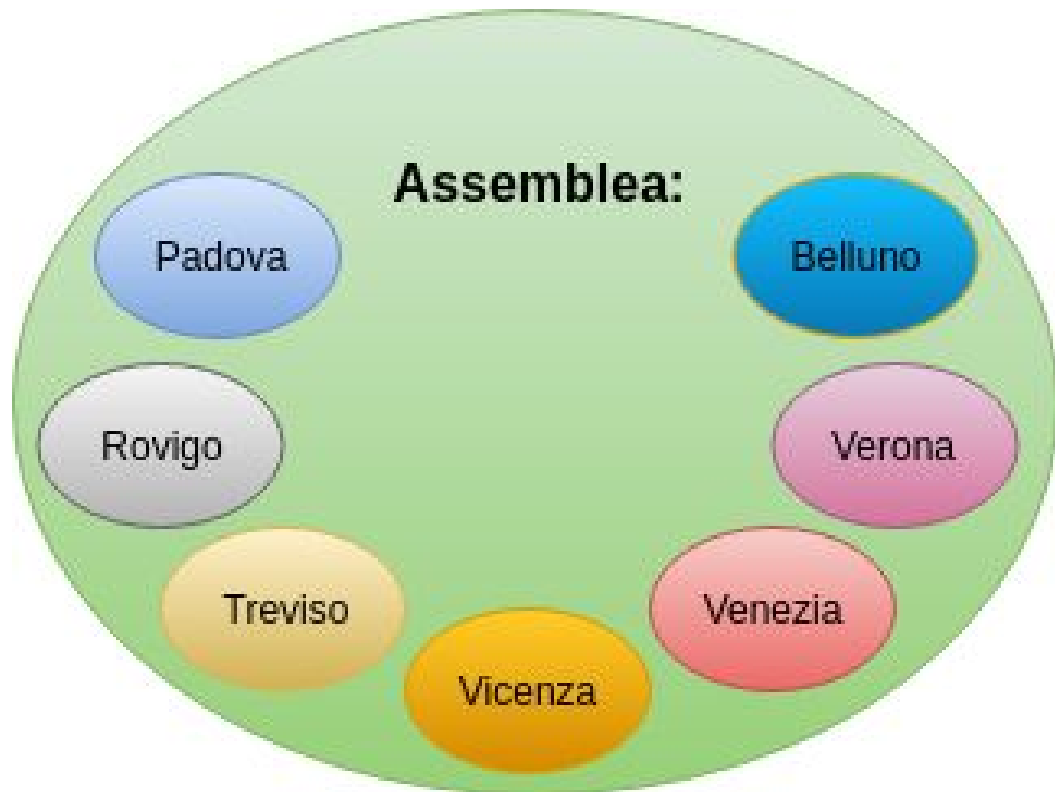 Assemblea:
Padova
Belluno
Rovigo
Verona
Treviso
Venezia
Vicenza